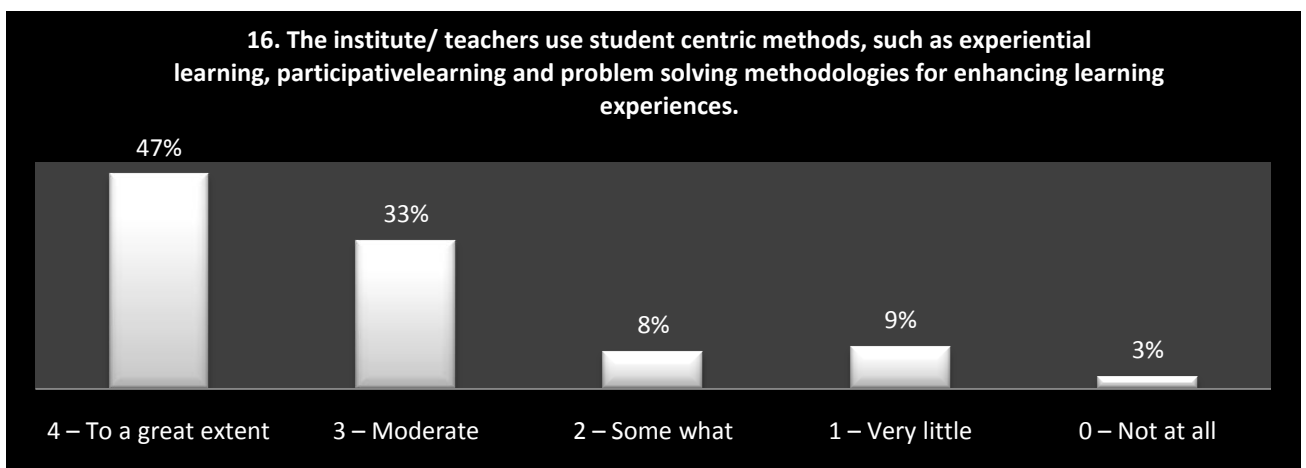 16. The institute/ teachers use student centric methods, such as experiential
learning, participativelearning and problem solving methodologies for enhancing learning
experiences.
47%
33%
8%
9%
3%
4 – To a great extent
3 – Moderate
2 – Some what
1 – Very little
0 – Not at all